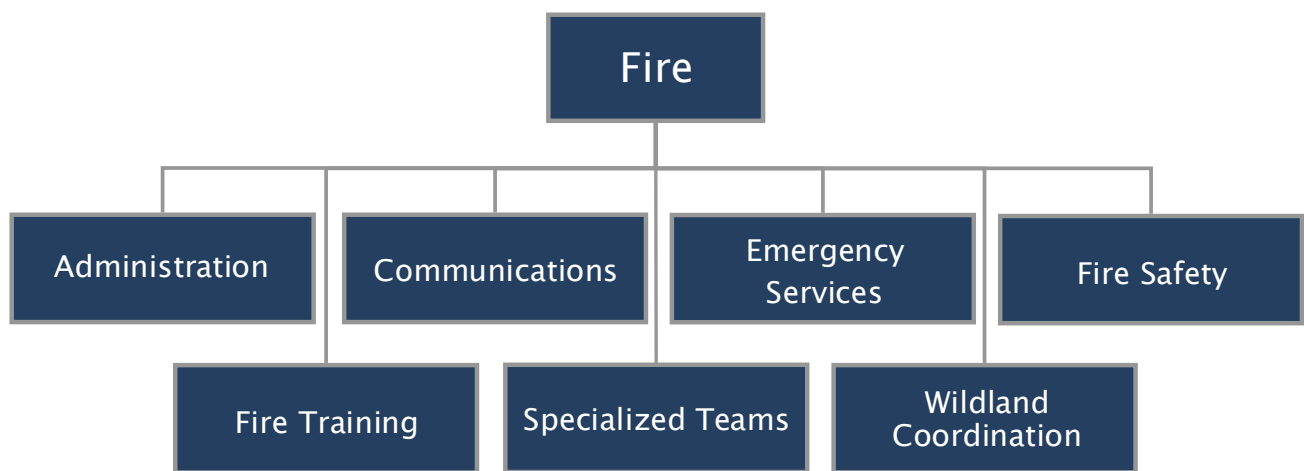 Fire
Administration
Communications
Emergency
Services
Fire Safety
Fire Training
Specialized Teams
Wildland
Coordination